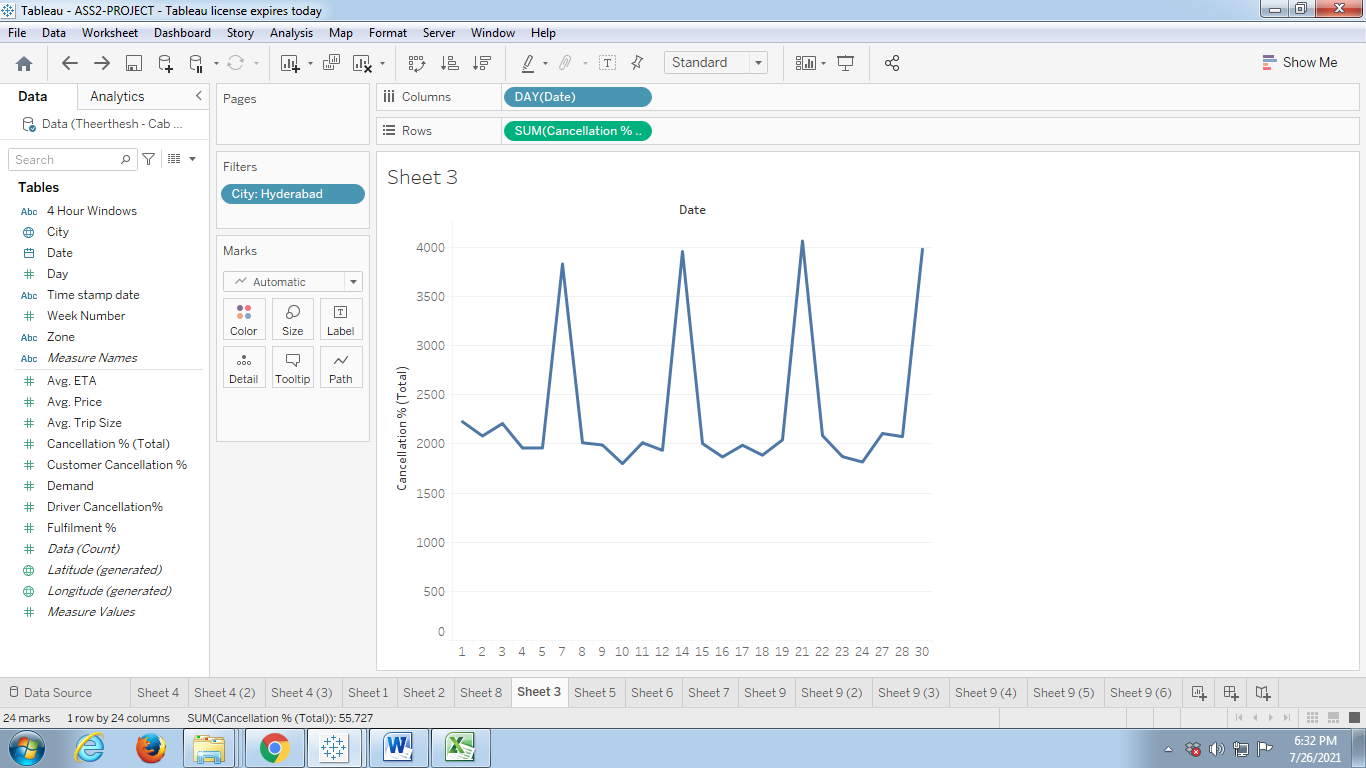 Tableau - ASS2-PROJECT - Tableau license expires today
File Data Worksheet Dashboard Story Analysis Map Format Server Window Help
Standard
Show Me
Data Analytics
Data (Theerthesh - Cab ...
Search
Tables
Abc 4 Hour Windows
City
Date
# Day
Abc Time stamp date
# Week Number
Abc Zone
Abc Measure Names
# Avg. ETA
# Avg. Price
# Avg. Trip Size
# Cancellation % (Total)
# Customer Cancellation %
# Demand
# Driver Cancellation%
# Fulfilment %
# Data (Count)
Latitude (generated)
Longitude (generated)
# Measure Values
Pages
Filters
City: Hyderabad
Marks
Automatic
Color Size Label
Detail Tooltip Path
Columns DAY(Date)
Rows SUM(Cancellation % ..
Sheet 3
Date
Cancellation % (Total)
4000
3500
3000
2500
2000
1500
1000
500
0
1 2 3 4 5 7 8 9 10 11 12 14 15 16 17 18 19 21 22 23 24 27 28 30
Data Source Sheet 4 Sheet 4 (2) Sheet 4 (3) Sheet 1 Sheet 2 Sheet 8 Sheet 3 Sheet 5 Sheet 6 Sheet 7 Sheet 9 Sheet 9 (2) Sheet 9 (3) Sheet 9 (4) Sheet 9 (5) Sheet 9 (6)
24 marks 1 row by 24 columns SUM(Cancellation % (Total)): 55,727
6:32 PM
7/26/2021